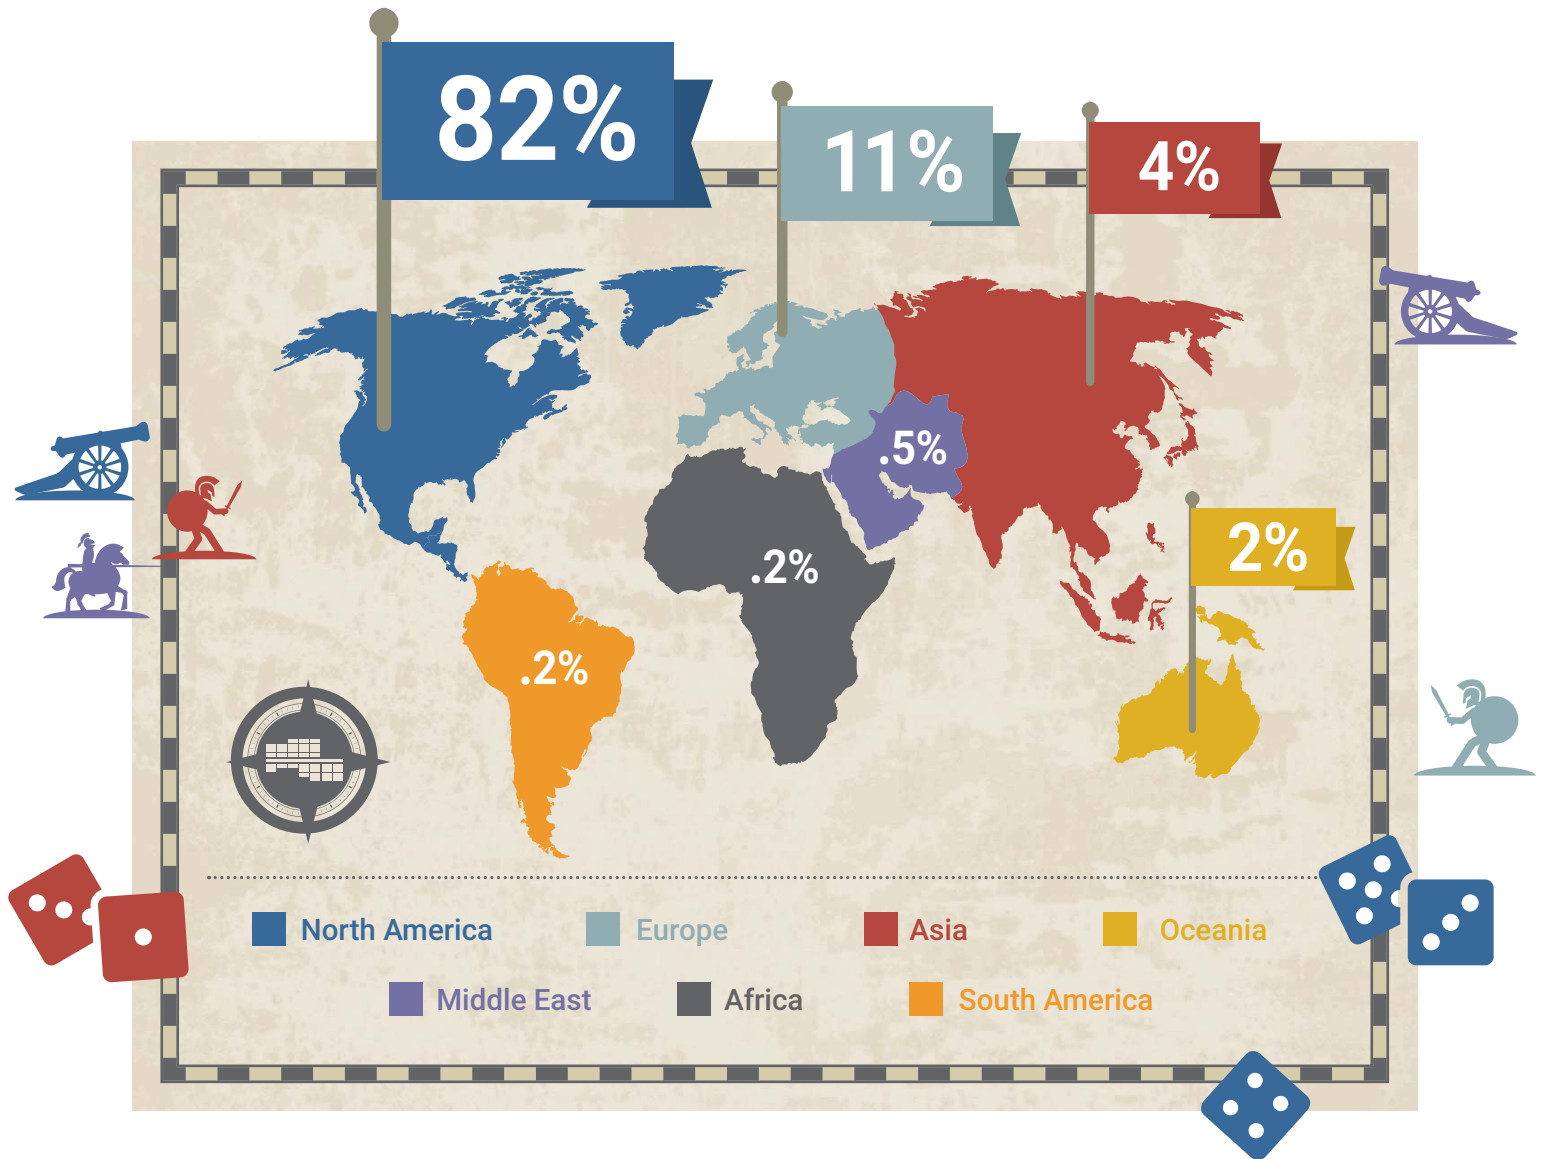 82%
11%
4%
.5%
2%
.2%
.2%
North America
Europe
Asia
Oceania
Middle East
Africa
South America